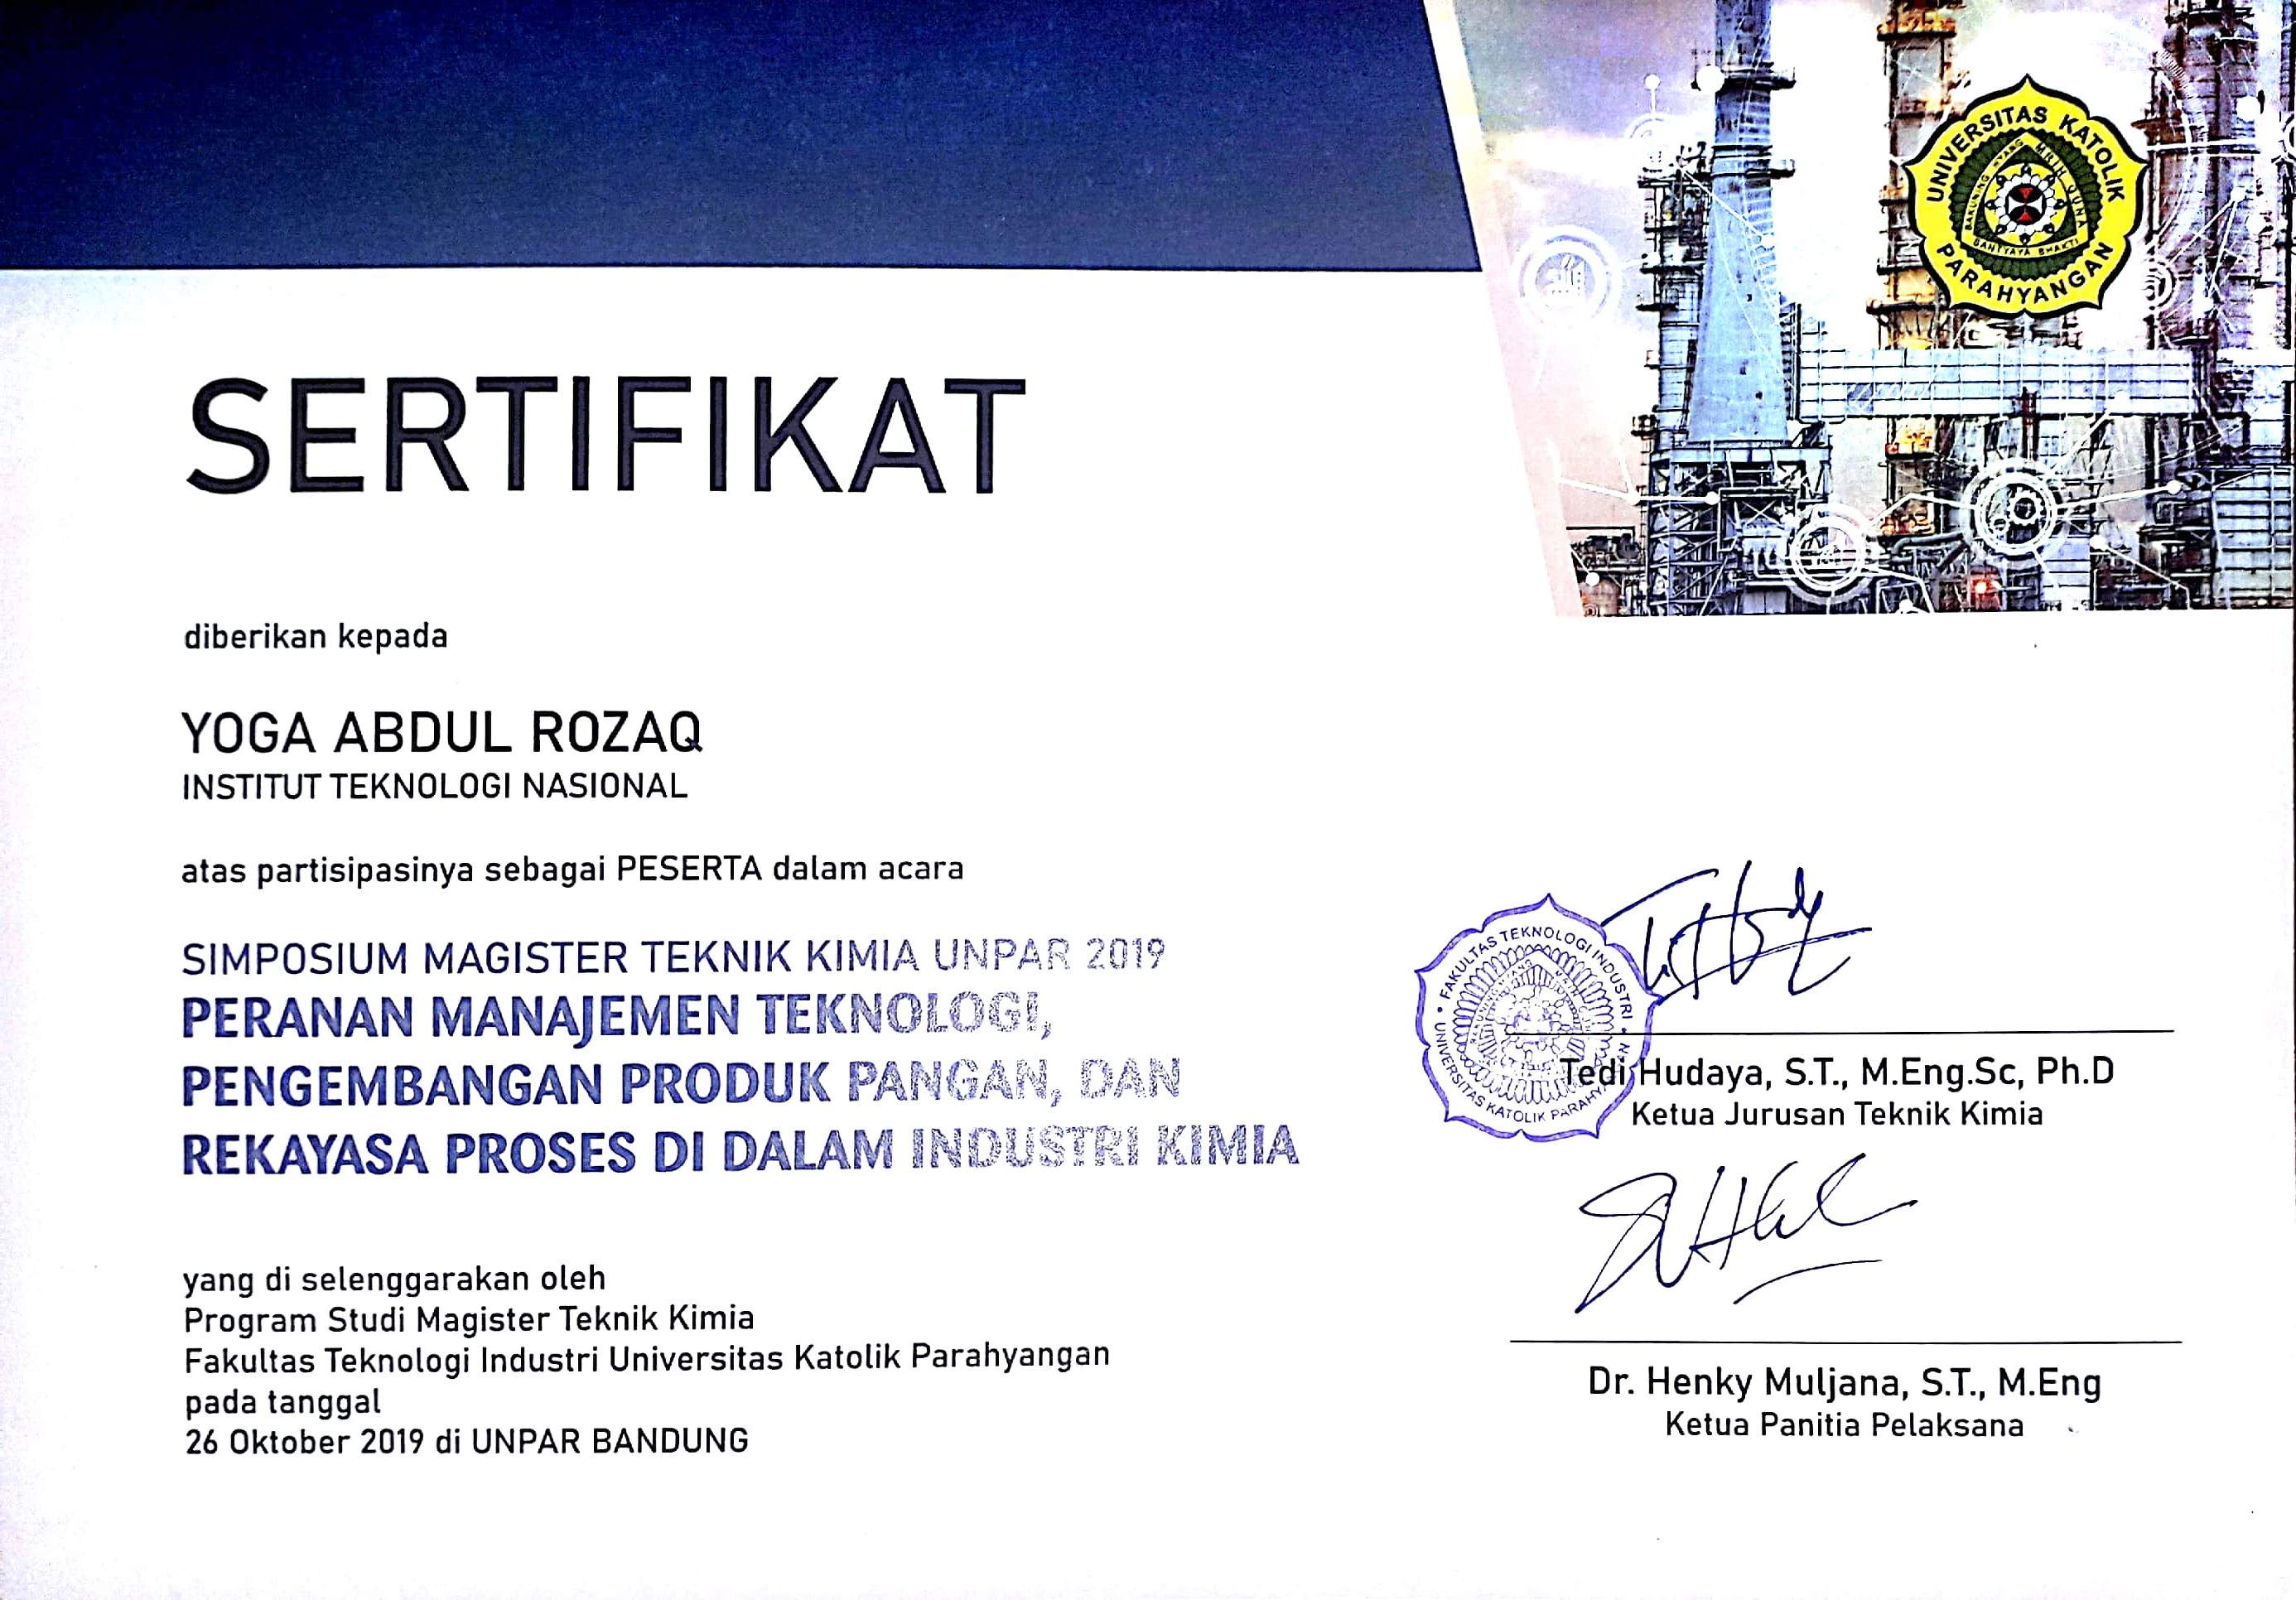 UNIVERSITAS KATOLIK
PARAHYANGAN
BAKUNING HYANG MRIH GUNA
SANTYAYA BHAKTI
SERTIFIKAT
diberikan kepada
YOGA ABDUL ROZAQ
INSTITUT TEKNOLOGI NASIONAL
atas partisipasinya sebagai PESERTA dalam acara
SIMPOSIUM MAGISTER TEKNIK KIMIA UNPAR 2019
PERANAN MANAJEMEN TEKNOLOGI,
PENGEMBANGAN PRODUK PANGAN, DAN
REKAYASA PROSES DI DALAM INDUSTRI KIMIA
yang di selenggarakan oleh
Program Studi Magister Teknik Kimia
Fakultas Teknologi Industri Universitas Katolik Parahyangan
pada tanggal
26 Oktober 2019 di UNPAR BANDUNG
FAKULTAS TEKNOLOGI INDUSTRI
UNIVERSITAS KATOLIK PARAHYANGAN
Tedi Hudaya, S.T., M.Eng.Sc, Ph.D
Ketua Jurusan Teknik Kimia
Dr. Henky Muljana, S.T., M.Eng
Ketua Panitia Pelaksana